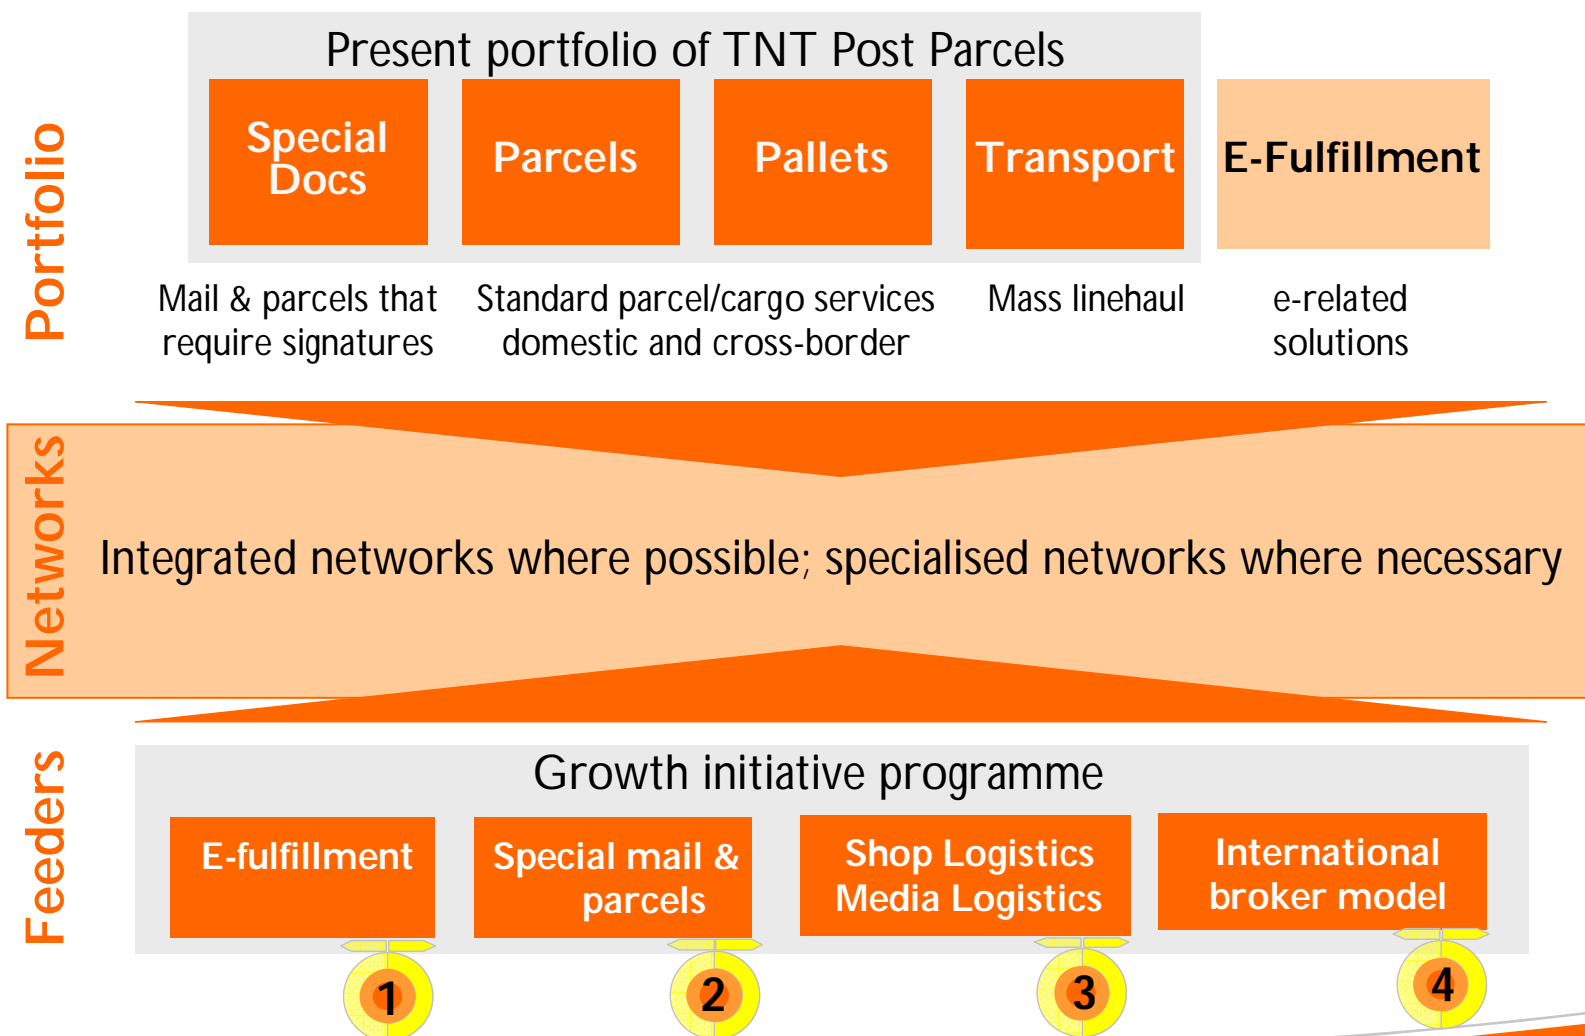 Present portfolio of TNT Post Parcels
Portfolio
Special
Docs
Parcels
Pallets
Transport
E-Fulfillment
Mail & parcels that
require signatures
Standard parcel/cargo services
domestic and cross-border
Mass linehaul
e-related
solutions
Networks
Integrated networks where possible; specialised networks where necessary
Feeders
Growth initiative programme
E-fulfillment
Special mail &
parcels
Shop Logistics
Media Logistics
International
broker model
1
2
3
4